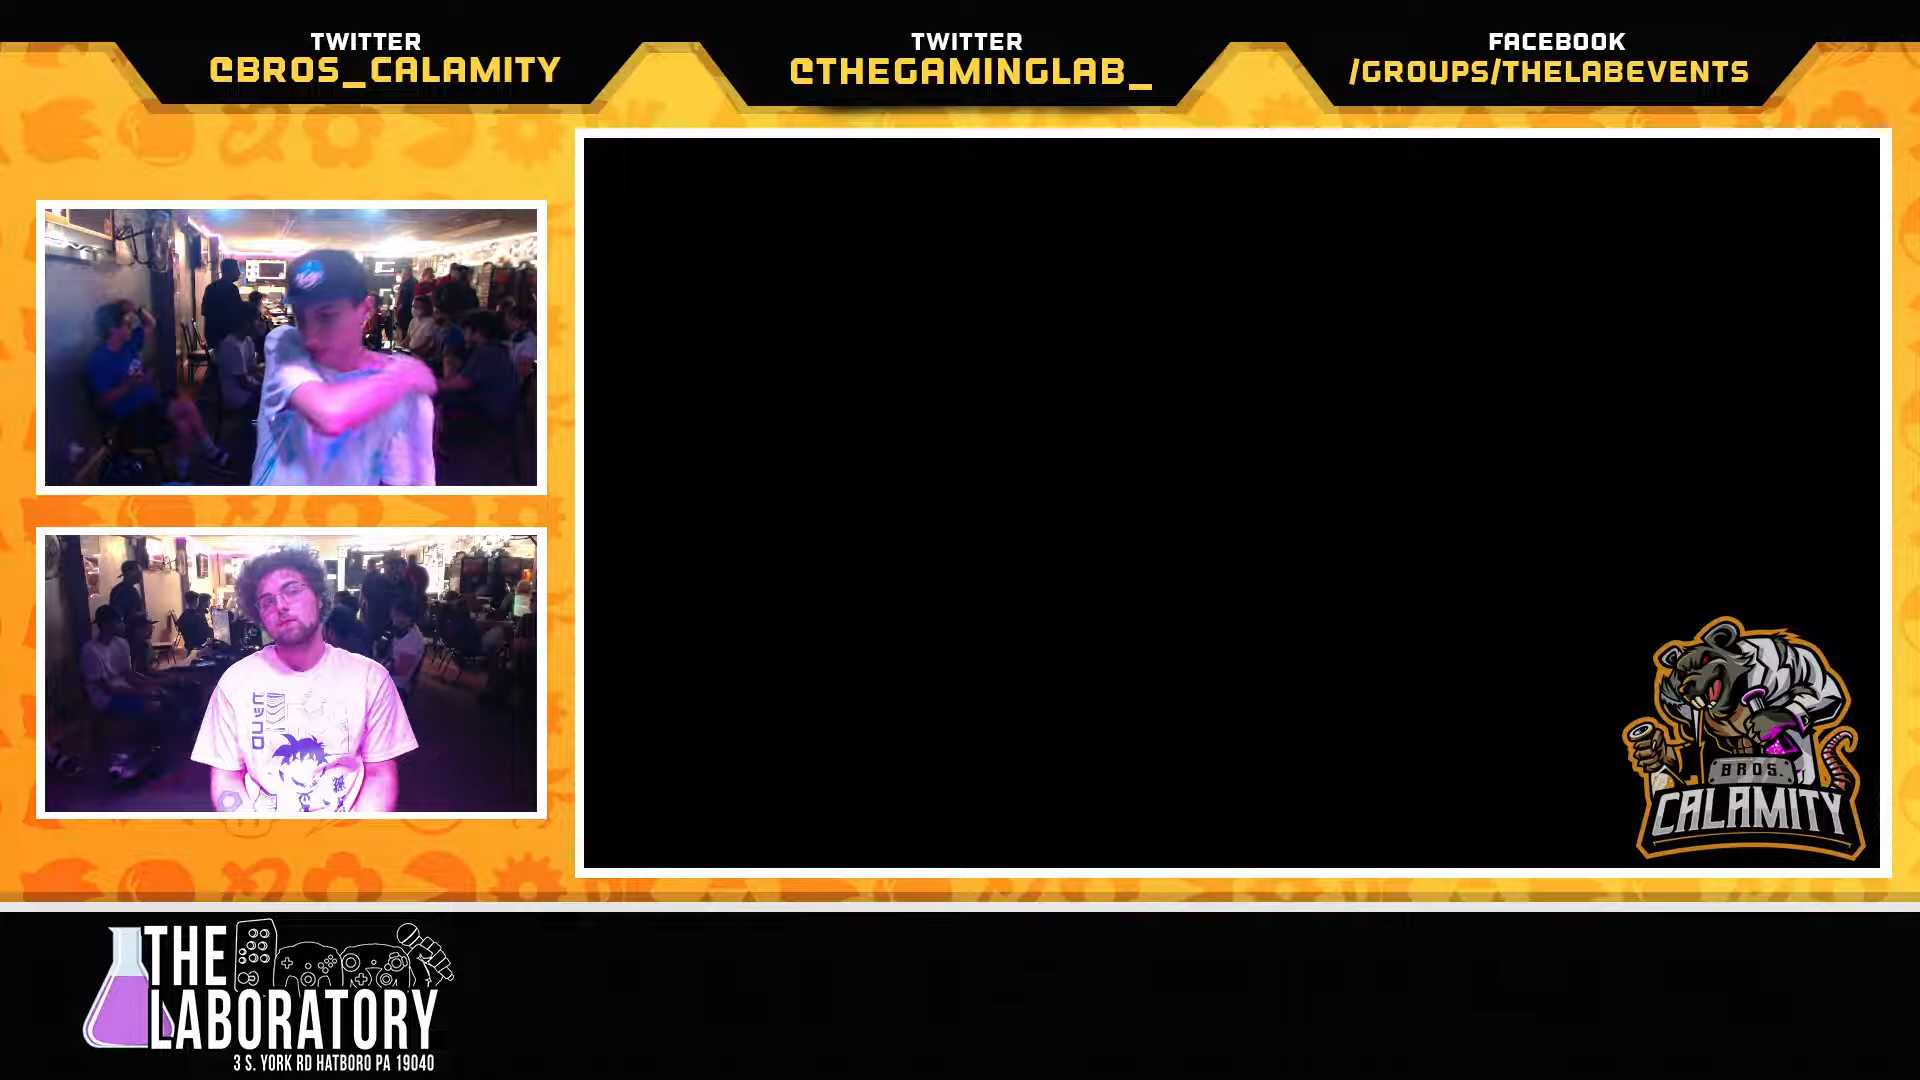 TWITTER
@BROS_CALAMITY
TWITTER
@THEGAMINGLAB_
FACEBOOK
/GROUPS/THELABEVENTS
BROS.
CALAMITY
THE
LABORATORY
3 S. YORK RD HATBORO PA 19040